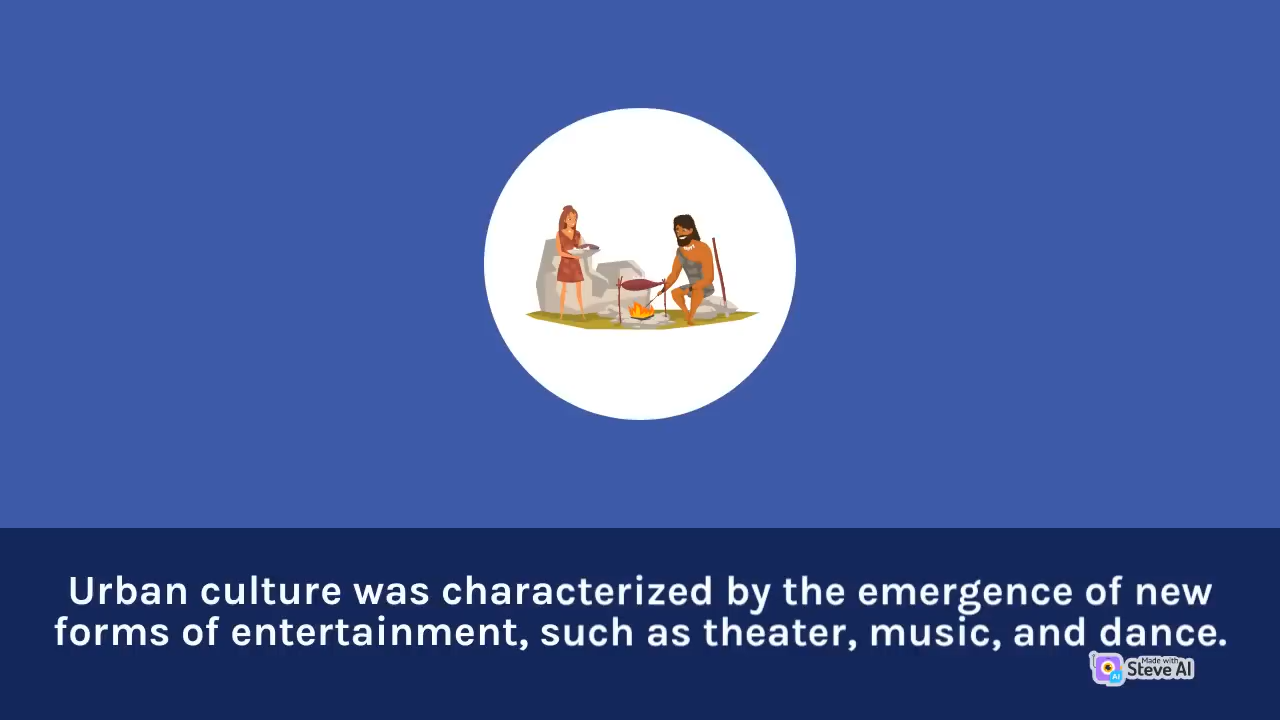 Urban culture was characterized by the emergence of new
forms of entertainment, such as theater, music, and dance.
Made with
Steve AI
AI